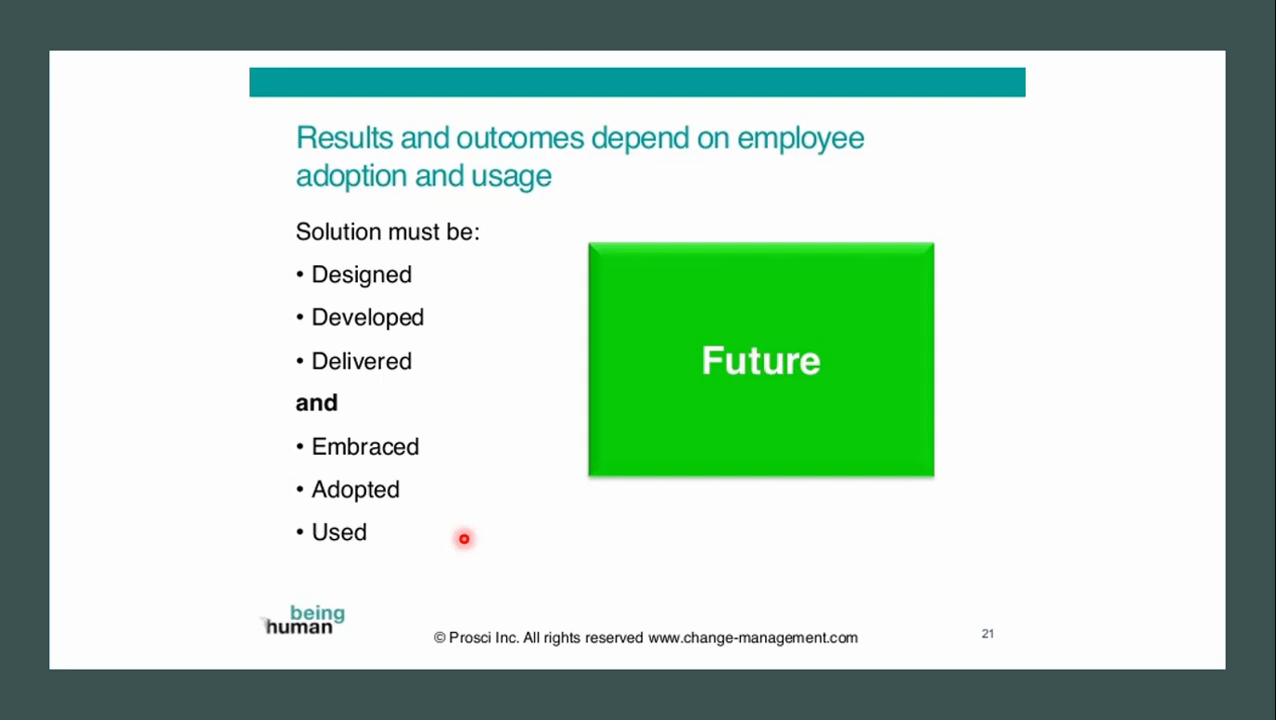 Results and outcomes depend on employee
adoption and usage
Solution must be:
• Designed
• Developed
• Delivered
and
• Embraced
• Adopted
• Used
Future
being
human
© Prosci Inc. All rights reserved www.change-management.com
21